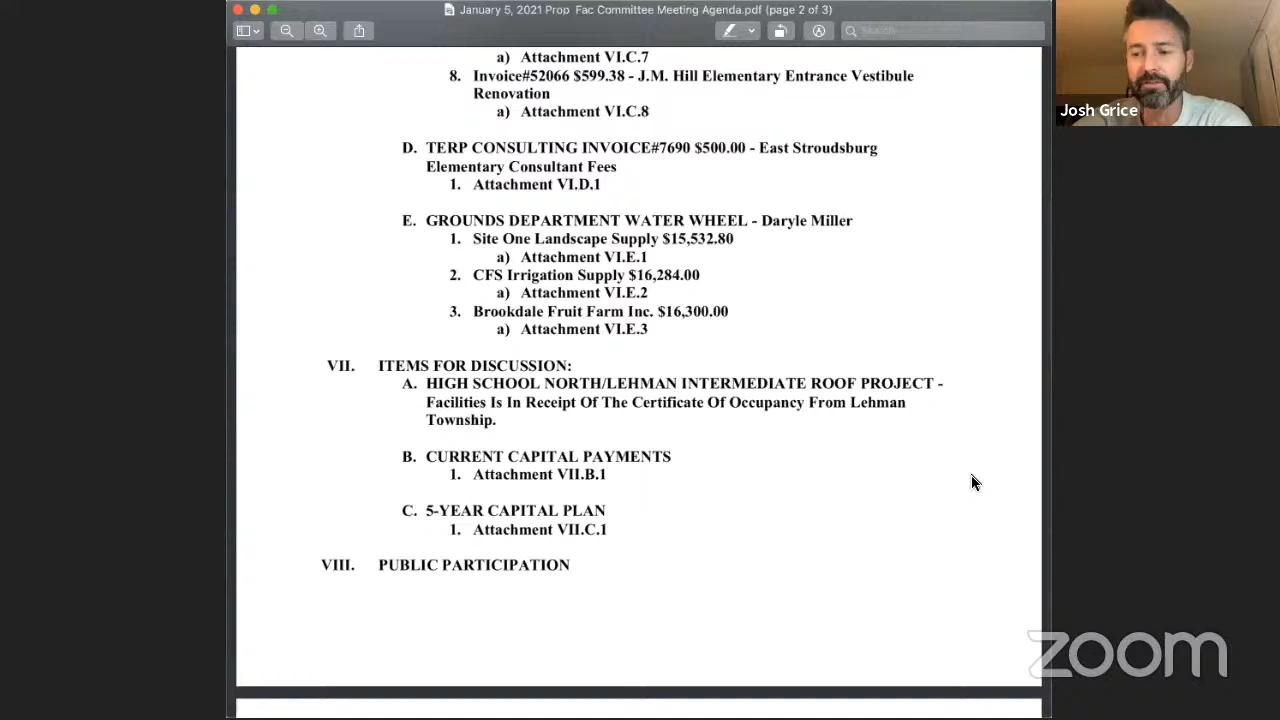 January 5, 2021 Prop Fac Committee Meeting Agenda.pdf (page 2 of 3)
Search
a) Attachment VI.C.7
8. Invoice#52066 $599.38 - J.M. Hill Elementary Entrance Vestibule
Renovation
a) Attachment VI.C.8
Josh Grice
D. TERP CONSULTING INVOICE#7690 $500.00 - East Stroudsburg
Elementary Consultant Fees
1. Attachment VI.D.1
E. GROUNDS DEPARTMENT WATER WHEEL - Daryle Miller
1. Site One Landscape Supply $15,532.80
a) Attachment VI.E.1
2. CFS Irrigation Supply $16,284.00
a) Attachment VI.E.2
3. Brookdale Fruit Farm Inc. $16,300.00
a) Attachment VI.E.3
VII. ITEMS FOR DISCUSSION:
A. HIGH SCHOOL NORTH/LEHMAN INTERMEDIATE ROOF PROJECT -
Facilities Is In Receipt Of The Certificate Of Occupancy From Lehman
Township.
B. CURRENT CAPITAL PAYMENTS
1. Attachment VII.B.1
C. 5-YEAR CAPITAL PLAN
1. Attachment VII.C.1
VIII. PUBLIC PARTICIPATION
zoom